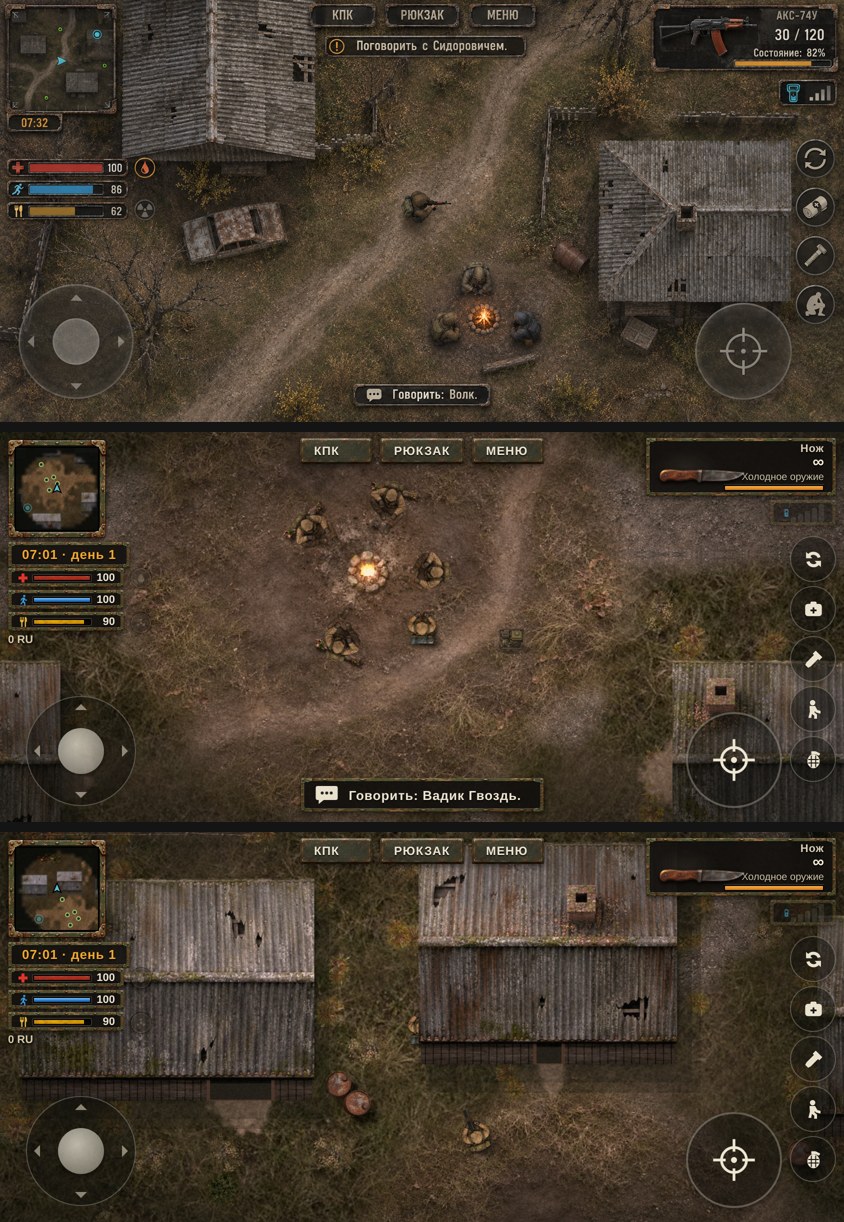 КПК РЮКЗАК МЕНЮ
Поговорить с Сидоровичем.
АКС-74У
30 / 120
Состояние: 82%
07:32
100
86
62
Говорить: Волк.
КПК РЮКЗАК МЕНЮ
Нож
∞
Холодное оружие
07:01 · день 1
100
100
90
0 RU
Говорить: Вадик Гвоздь.
КПК РЮКЗАК МЕНЮ
Нож
∞
Холодное оружие
07:01 · день 1
100
100
90
0 RU